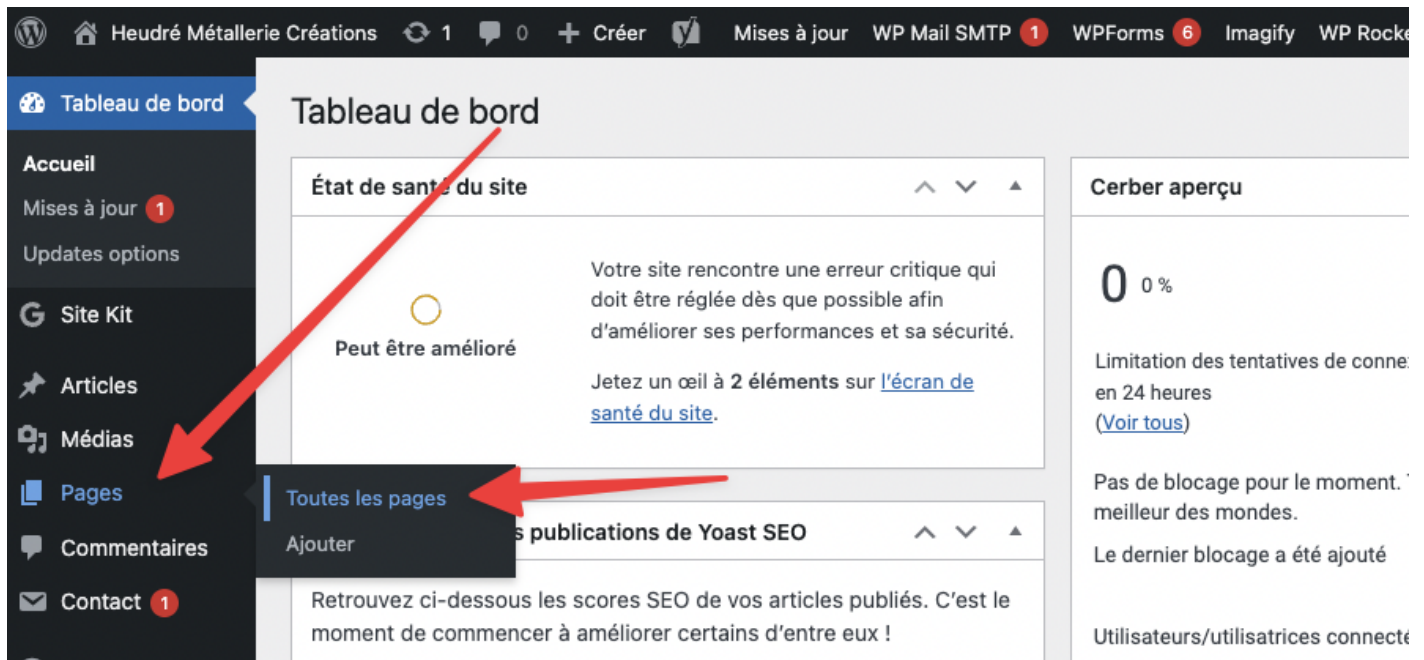 Heudré Métallerie Créations 1 0 Créer Mises à jour WP Mail SMTP 1 WPForms 6 Imagify WP Rocke
Tableau de bord
Accueil
Mises à jour 1
Updates options
Site Kit
Articles
Médias
Pages
Commentaires
Contact 1
Toutes les pages
Ajouter
Tableau de bord
État de santé du site
Peut être amélioré
Votre site rencontre une erreur critique qui
doit être réglée dès que possible afin
d'améliorer ses performances et sa sécurité.
Jetez un œil à 2 éléments sur l'écran de
santé du site.
s publications de Yoast SEO
Retrouvez ci-dessous les scores SEO de vos articles publiés. C'est le
moment de commencer à améliorer certains d'entre eux !
Cerber aperçu
0 0 %
Limitation des tentatives de conne
en 24 heures
(Voir tous)
Pas de blocage pour le moment.
meilleur des mondes.
Le dernier blocage a été ajouté
Utilisateurs/utilisatrices connecté